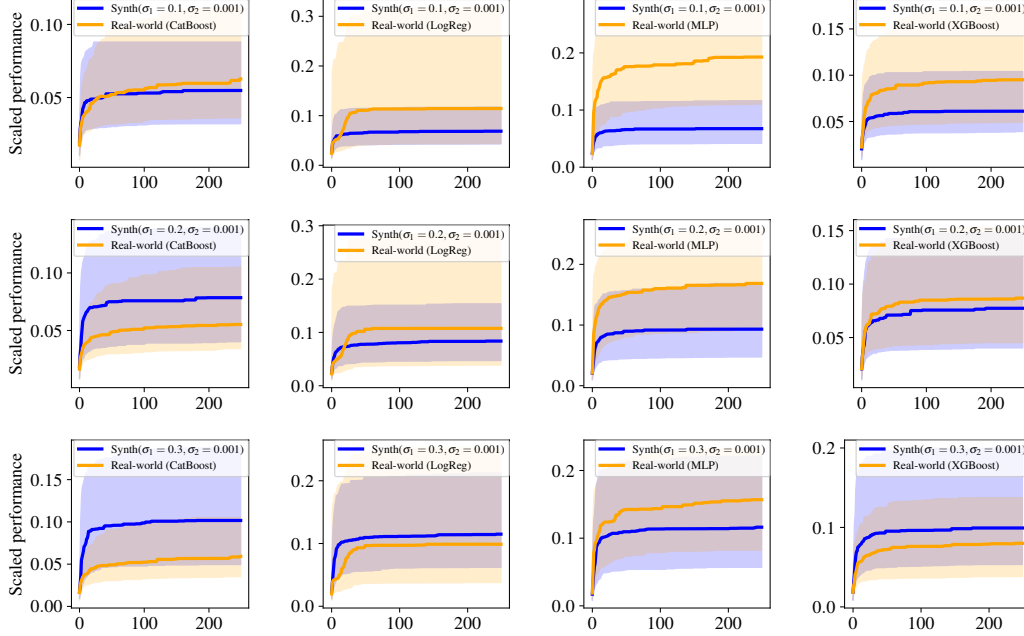 Synth(σ₁ = 0.1, σ₂ = 0.001)
Real-world (CatBoost)
0.10
0.05
Scaled performance
0 100 200
Synth(σ₁ = 0.1, σ₂ = 0.001)
Real-world (LogReg)
0.3
0.2
0.1
0.0
0 100 200
Synth(σ₁ = 0.1, σ₂ = 0.001)
Real-world (MLP)
0.2
0.1
0.0
0 100 200
Synth(σ₁ = 0.1, σ₂ = 0.001)
Real-world (XGBoost)
0.15
0.10
0.05
0 100 200
Synth(σ₁ = 0.2, σ₂ = 0.001)
Real-world (CatBoost)
0.10
0.05
Scaled performance
0 100 200
Synth(σ₁ = 0.2, σ₂ = 0.001)
Real-world (LogReg)
0.3
0.2
0.1
0.0
0 100 200
Synth(σ₁ = 0.2, σ₂ = 0.001)
Real-world (MLP)
0.2
0.1
0.0
0 100 200
Synth(σ₁ = 0.2, σ₂ = 0.001)
Real-world (XGBoost)
0.15
0.10
0.05
0 100 200
Synth(σ₁ = 0.3, σ₂ = 0.001)
Real-world (CatBoost)
0.15
0.10
0.05
0.00
Scaled performance
0 100 200
Synth(σ₁ = 0.3, σ₂ = 0.001)
Real-world (LogReg)
0.2
0.1
0.0
0 100 200
Synth(σ₁ = 0.3, σ₂ = 0.001)
Real-world (MLP)
0.2
0.1
0.0
0 100 200
Synth(σ₁ = 0.3, σ₂ = 0.001)
Real-world (XGBoost)
0.2
0.1
0.0
0 100 200